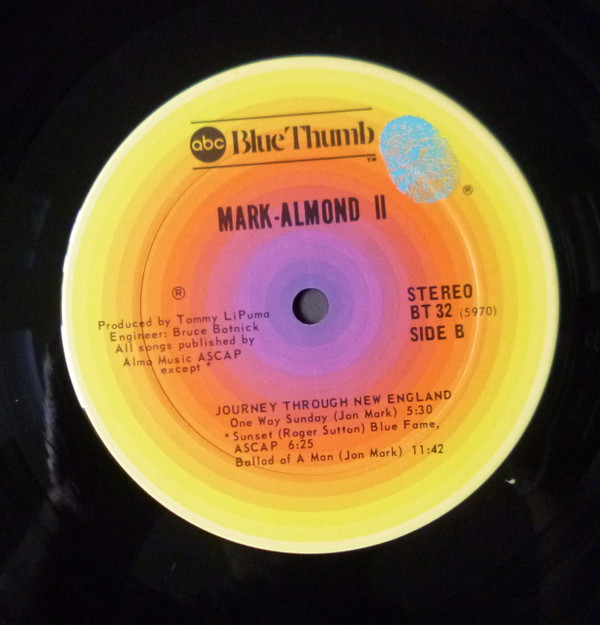 abc Blue Thumb ™
®
MARK-ALMOND II
®
STEREO
BT 32 (5970)
SIDE B
Produced by Tommy LiPuma
Engineer: Bruce Botnick
All songs published by
Almo Music ASCAP
except *
JOURNEY THROUGH NEW ENGLAND
One Way Sunday (Jon Mark) 5:30
*Sunset (Roger Sutton) Blue Fame,
ASCAP 6:25
Ballad of A Man (Jon Mark) 11:42